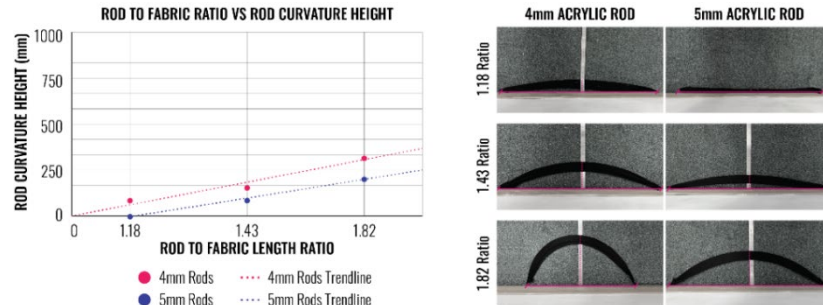 ROD TO FABRIC RATIO VS ROD CURVATURE HEIGHT
ROD CURVATURE HEIGHT (mm)
1000
750
500
250
0
0 1.18 1.43 1.82
ROD TO FABRIC LENGTH RATIO
4mm Rods 4mm Rods Trendline
5mm Rods 5mm Rods Trendline
4mm ACRYLIC ROD 5mm ACRYLIC ROD
1.18 Ratio
1.43 Ratio
1.82 Ratio